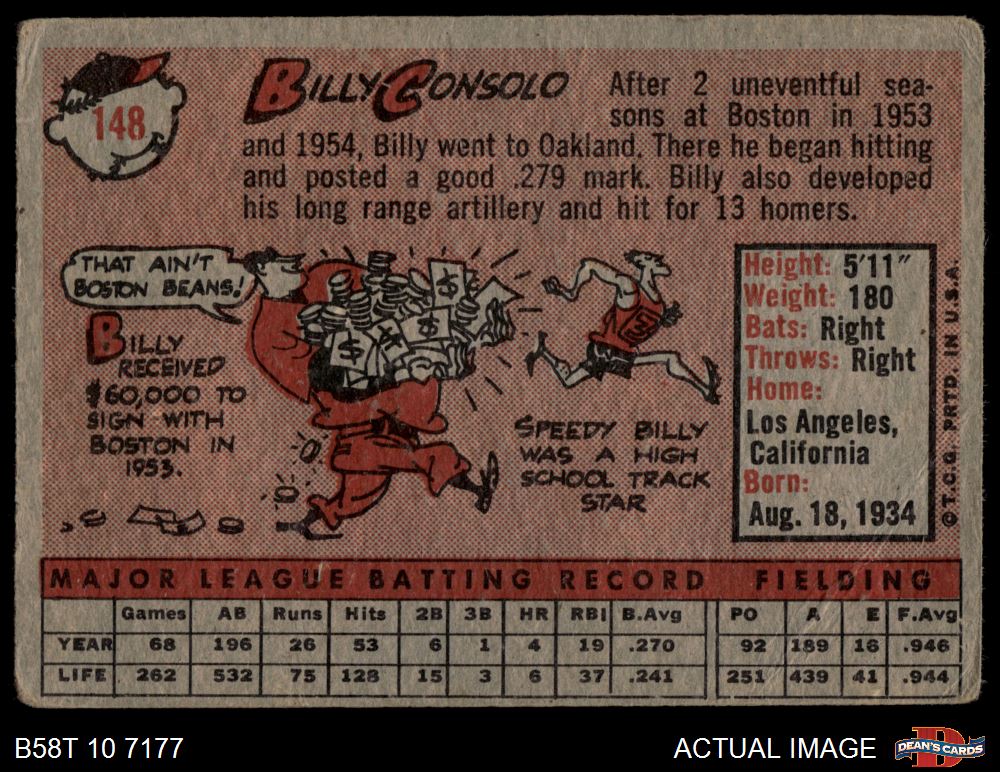 148
BILLY CONSOLO
After 2 uneventful sea-
sons at Boston in 1953
and 1954, Billy went to Oakland. There he began hitting
and posted a good .279 mark. Billy also developed
his long range artillery and hit for 13 homers.
THAT AIN'T
BOSTON BEANS!
BILLY
RECEIVED
$60,000 TO
SIGN WITH
BOSTON IN
1953.
$ $ $ $
S
SPEEDY BILLY
WAS A HIGH
SCHOOL TRACK
STAR
Height: 5'11"
Weight: 180
Bats: Right
Throws: Right
Home:
Los Angeles,
California
Born:
Aug. 18, 1934
© T.C.G. PRTD. IN U.S.A.
MAJOR LEAGUE BATTING RECORD FIELDING
Games AB Runs Hits 2B 3B HR RBI B.Avg PO A E F.Avg
YEAR 68 196 26 53 6 1 4 19 .270 92 189 16 .946
LIFE 262 532 75 128 15 3 6 37 .241 251 439 41 .944
B58T 10 7177
ACTUAL IMAGE
D
DEAN'S CARDS